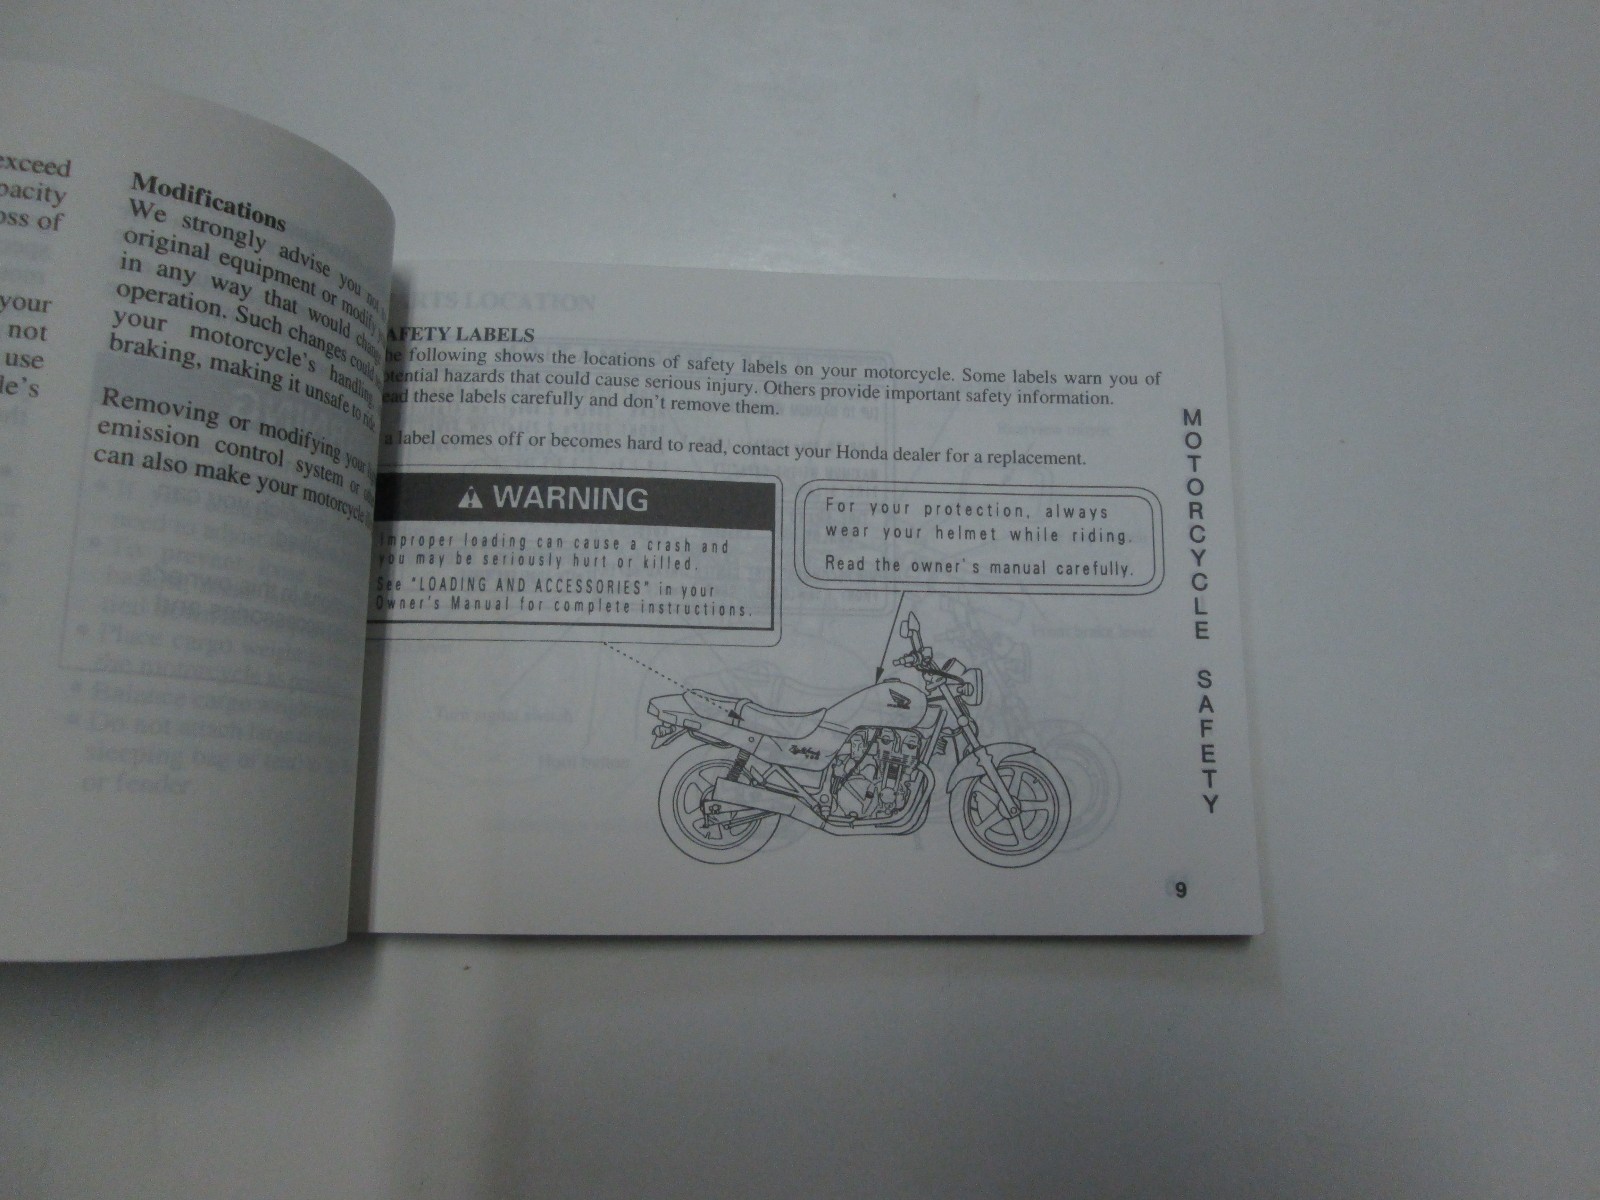 exceed
oss of
your
not
use
Modifications
We strongly advise you not
original equipment or modify
in any way that would change
operation. Such changes could
your motorcycle's handling,
braking, making it unsafe to ride.
Removing or modifying your
emission control system or
can also make your motorcycle
AFETY LABELS
he following shows the locations of safety labels on your motorcycle. Some labels warn you of
otential hazards that could cause serious injury. Others provide important safety information.
ead these labels carefully and don't remove them.
a label comes off or becomes hard to read, contact your Honda dealer for a replacement.
WARNING
Improper loading can cause a crash and
you may be seriously hurt or killed.
See "LOADING AND ACCESSORIES" in your
Owner's Manual for complete instructions.
For your protection, always
wear your helmet while riding.
Read the owner's manual carefully.
MOTORCYCLE SAFETY
9